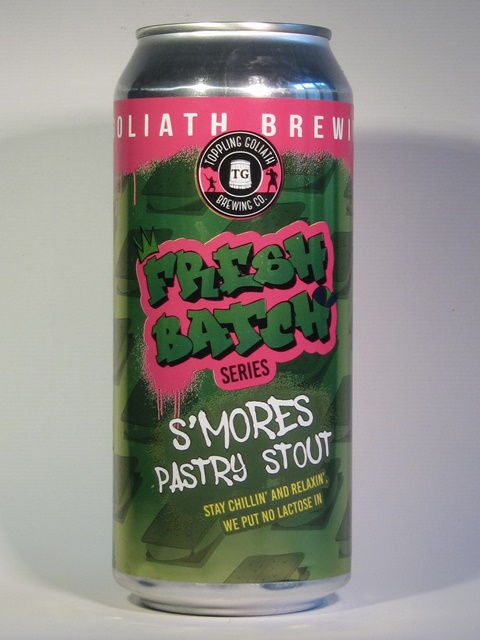 OLIATH BREWI
TOPPLING GOLIATH
TG
BREWING CO.
FRESH
BATCH
SERIES
S'MORES
PASTRY STOUT
STAY CHILLIN' AND RELAXIN',
WE PUT NO LACTOSE IN